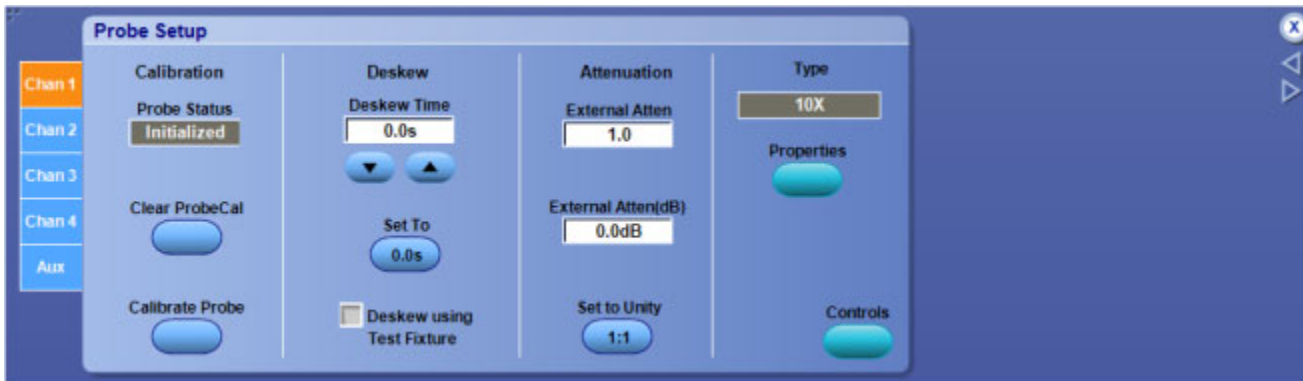 Probe Setup
Chan 1
Chan 2
Chan 3
Chan 4
Aux
Calibration
Probe Status
Initialized
Clear ProbeCal
Calibrate Probe
Deskew
Deskew Time
0.0s
Set To
0.0s
Deskew using
Test Fixture
Attenuation
External Atten
1.0
External Atten(dB)
0.0dB
Set to Unity
1:1
Type
10X
Properties
Controls
X